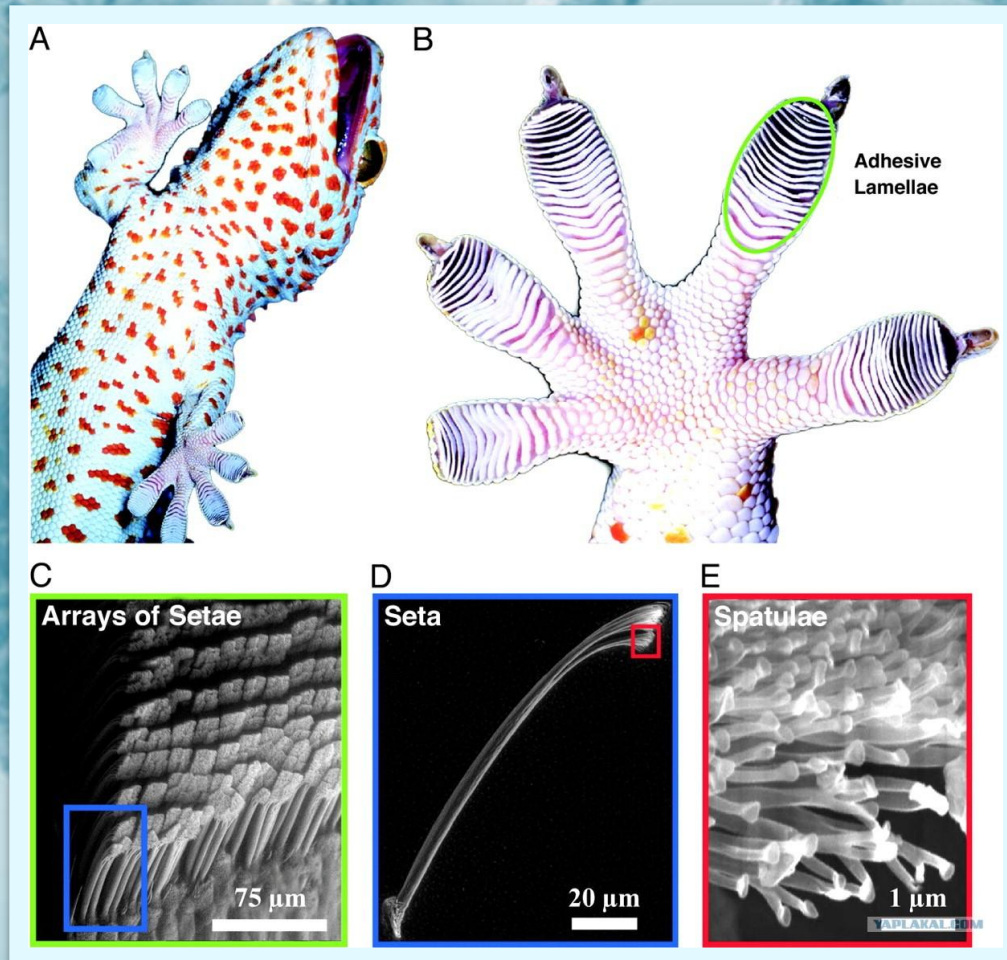 A
B
Adhesive
Lamellae
C
D
E
Arrays of Setae
Seta
Spatulae
75 µm
20 µm
1 µm
YAPLAKAL.COM